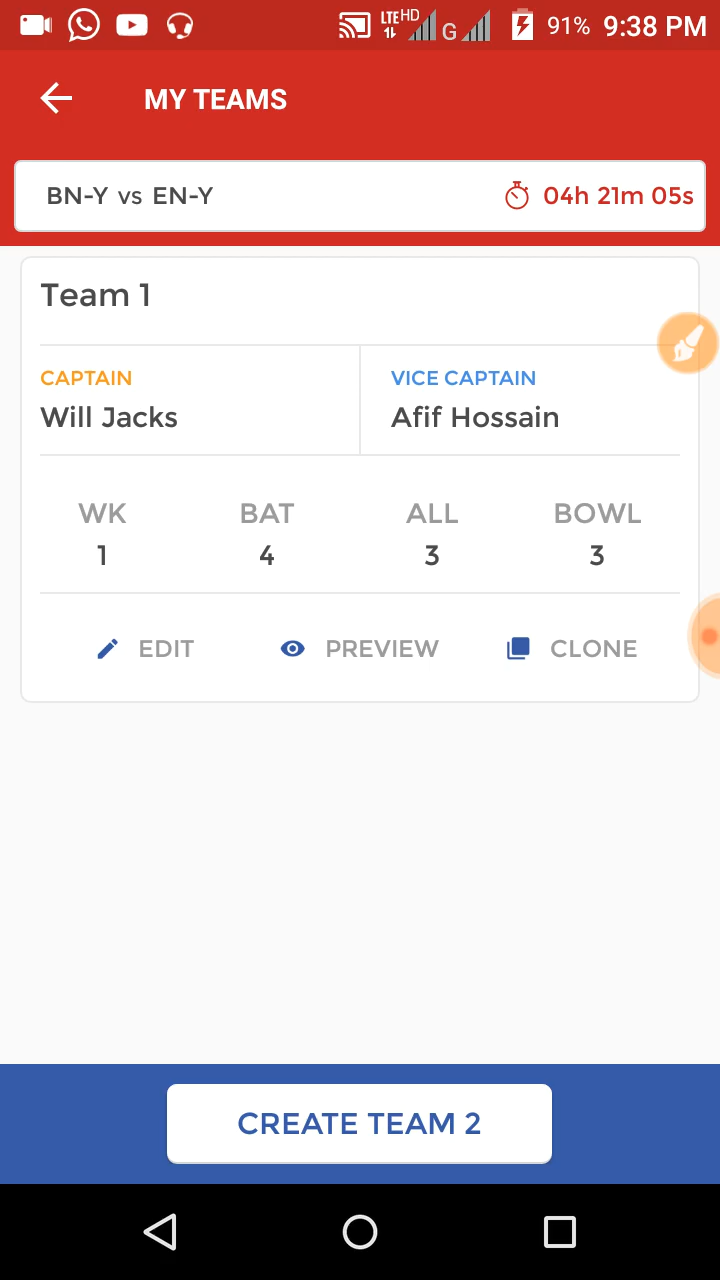 LTE HD G 91% 9:38 PM
MY TEAMS
BN-Y vs EN-Y 04h 21m 05s
Team 1
CAPTAIN VICE CAPTAIN
Will Jacks Afif Hossain
WK BAT ALL BOWL
1 4 3 3
EDIT PREVIEW CLONE
CREATE TEAM 2